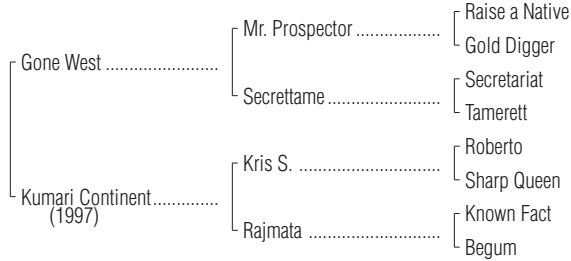 Raise a Native
Mr. Prospector ....................
Gold Digger
Gone West ...........................
Secretariat
Secrettame ...........................
Tamerett
Roberto
Kris S. ..................................
Sharp Queen
Kumari Continent...............
(1997)
Known Fact
Rajmata ................................
Begum